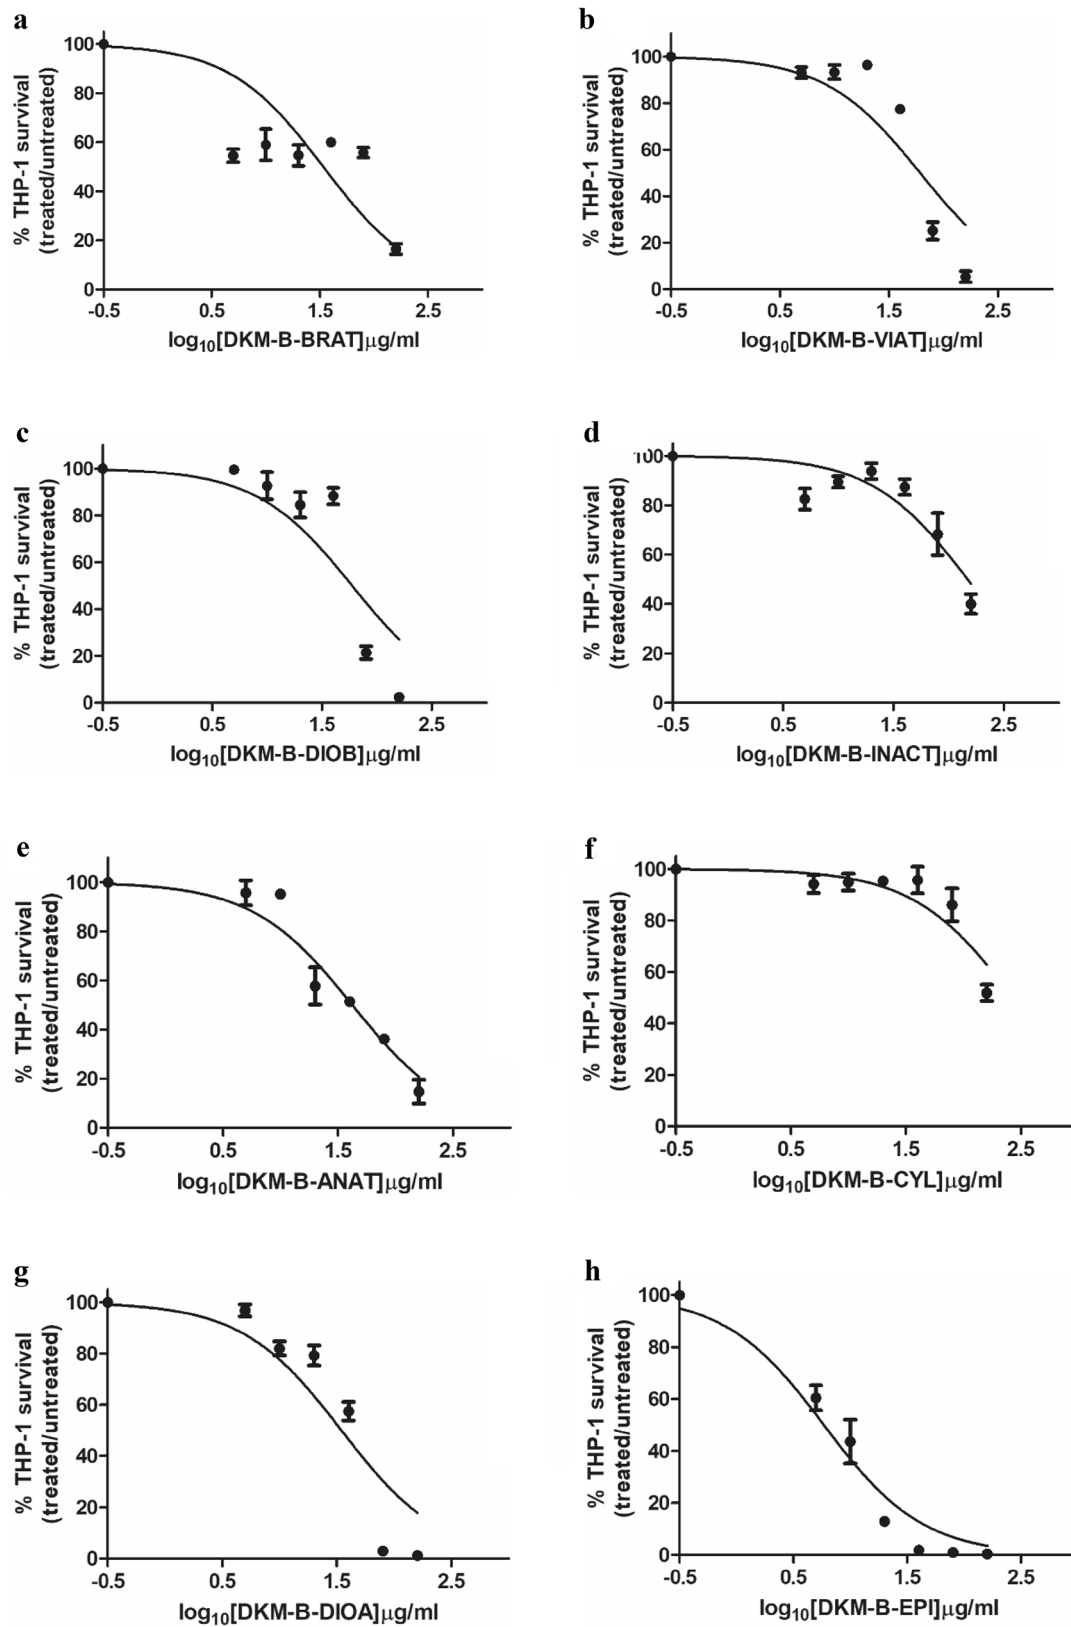 a
% THP-1 survival
(treated/untreated)
100
80
60
40
20
0
-0.5 0.5 1.5 2.5
log10[DKM-B-BRAT]µg/ml
b
% THP-1 survival
(treated/untreated)
100
80
60
40
20
0
-0.5 0.5 1.5 2.5
log10[DKM-B-VIAT]µg/ml
c
% THP-1 survival
(treated/untreated)
100
80
60
40
20
0
-0.5 0.5 1.5 2.5
log10[DKM-B-DIOB]µg/ml
d
% THP-1 survival
(treated/untreated)
100
80
60
40
20
0
-0.5 0.5 1.5 2.5
log10[DKM-B-INACT]µg/ml
e
% THP-1 survival
(treated/untreated)
100
80
60
40
20
0
-0.5 0.5 1.5 2.5
log10[DKM-B-ANAT]µg/ml
f
% THP-1 survival
(treated/untreated)
100
80
60
40
20
0
-0.5 0.5 1.5 2.5
log10[DKM-B-CYL]µg/ml
g
% THP-1 survival
(treated/untreated)
100
80
60
40
20
0
-0.5 0.5 1.5 2.5
log10[DKM-B-DIOA]µg/ml
h
% THP-1 survival
(treated/untreated)
100
80
60
40
20
0
-0.5 0.5 1.5 2.5
log10[DKM-B-EPI]µg/ml